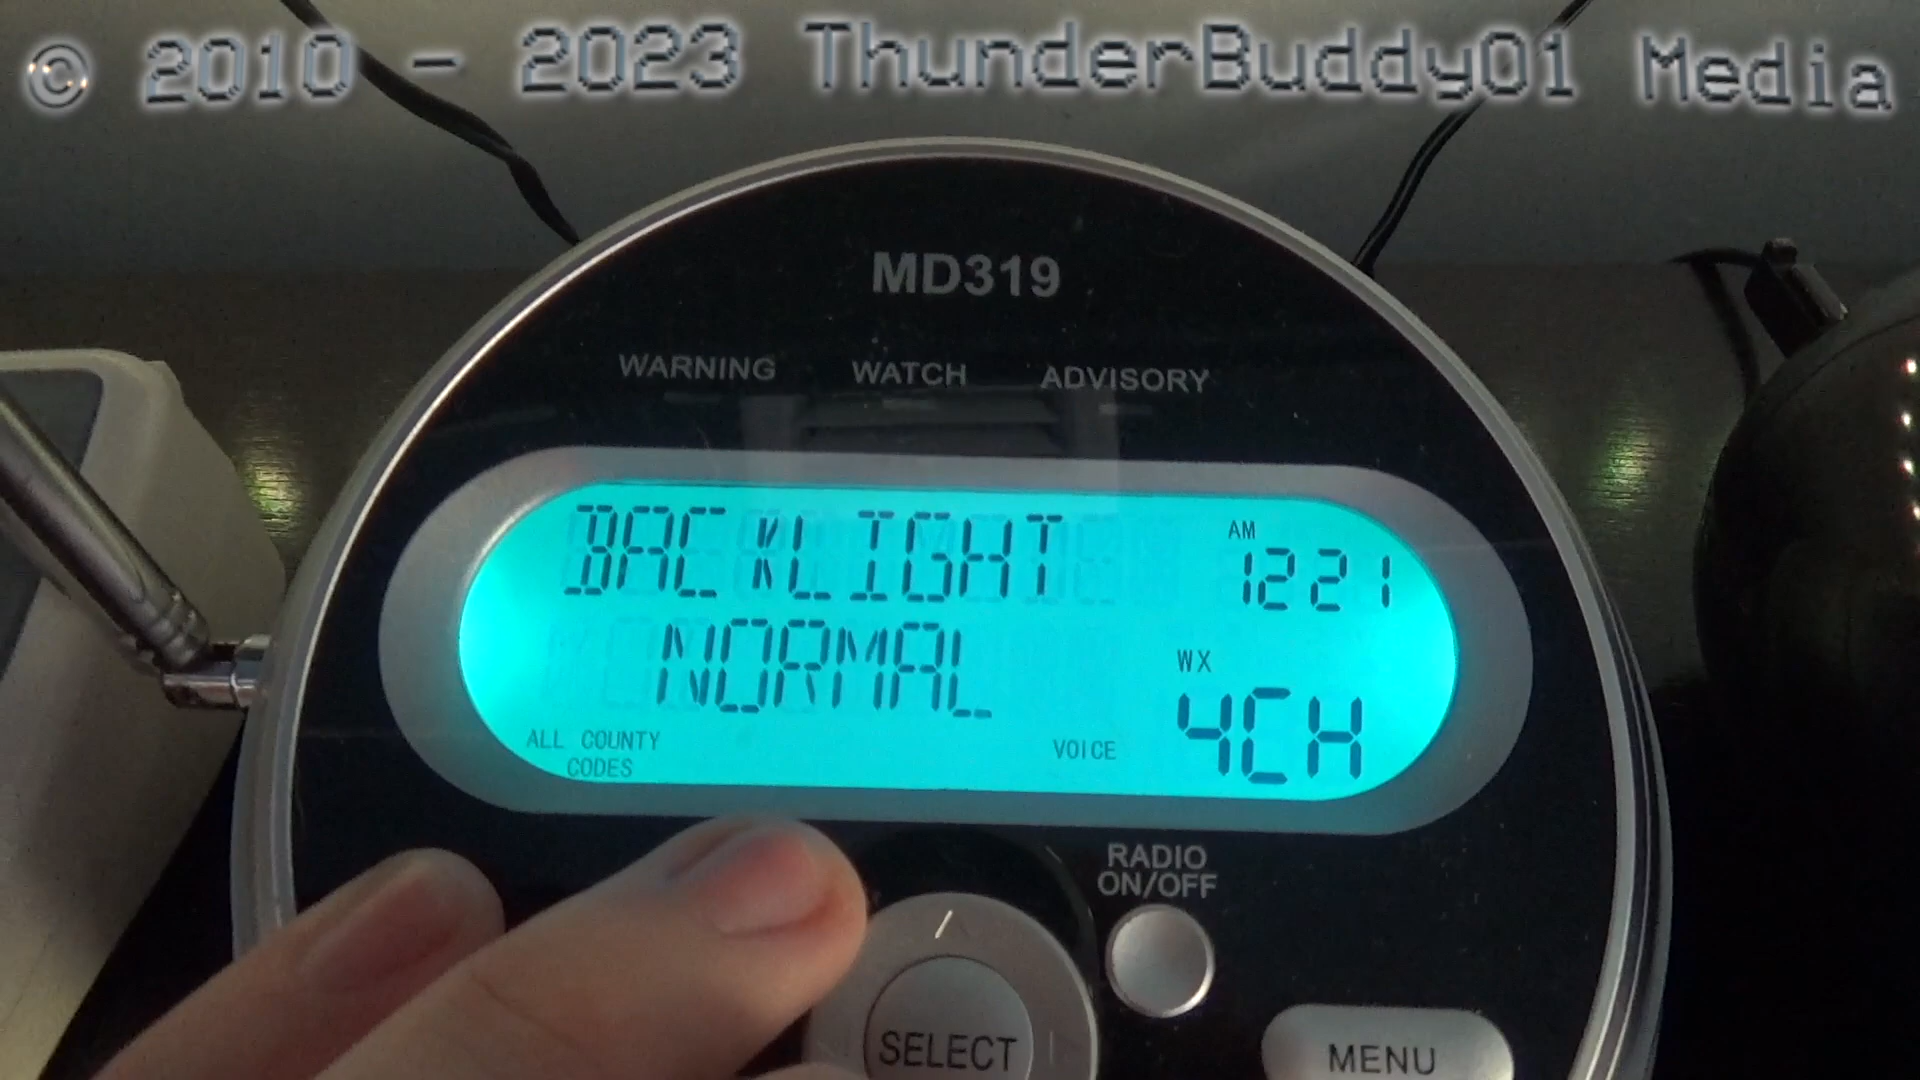 © 2010 - 2023 ThunderBuddy01 Media
MD319
WARNING WATCH ADVISORY
BACKLIGHT
AM
1221
NORMAL
WX
4CH
ALL COUNTY
CODES
VOICE
RADIO
ON/OFF
SELECT
MENU